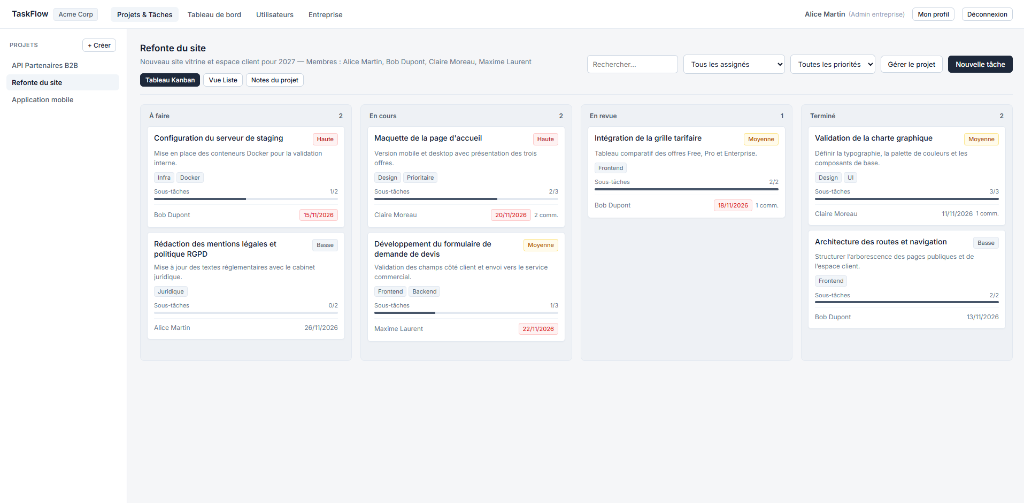 TaskFlow
Acme Corp
Projets & Tâches
Tableau de bord
Utilisateurs
Entreprise
Alice Martin (Admin entreprise)
Mon profil
Déconnexion
PROJETS
+ Créer
API Partenaires B2B
Refonte du site
Application mobile
Refonte du site
Nouveau site vitrine et espace client pour 2027 - Membres : Alice Martin, Bob Dupont, Claire Moreau, Maxime Laurent
Tableau Kanban
Vue Liste
Notes du projet
Rechercher...
Tous les assignés
Toutes les priorités
Gérer le projet
Nouvelle tâche
À faire
2
Configuration du serveur de staging
Haute
Mise en place des conteneurs Docker pour la validation
interne.
Infra
Docker
Sous-tâches
1/2
Bob Dupont
15/11/2026
Rédaction des mentions légales et
politique RGPD
Basse
Mise à jour des textes réglementaires avec le cabinet
juridique.
Juridique
Sous-tâches
0/2
Alice Martin
26/11/2026
En cours
2
Maquette de la page d'accueil
Haute
Version mobile et desktop avec présentation des trois
offres.
Design
Prioritaire
Sous-tâches
2/3
Claire Moreau
20/11/2026
2 comm.
Développement du formulaire de
demande de devis
Moyenne
Validation des champs côté client et envoi vers le service
commercial.
Frontend
Backend
Sous-tâches
1/3
Maxime Laurent
22/11/2026
En revue
1
Intégration de la grille tarifaire
Moyenne
Tableau comparatif des offres Free, Pro et Enterprise.
Frontend
Sous-tâches
2/2
Bob Dupont
18/11/2026
1 comm.
Terminé
2
Validation de la charte graphique
Moyenne
Définir la typographie, la palette de couleurs et les
composants de base.
Design
UI
Sous-tâches
3/3
Claire Moreau
11/11/2026
1 comm.
Architecture des routes et navigation
Basse
Structurer l'arborescence des pages publiques et de
l'espace client.
Frontend
Sous-tâches
2/2
Bob Dupont
13/11/2026